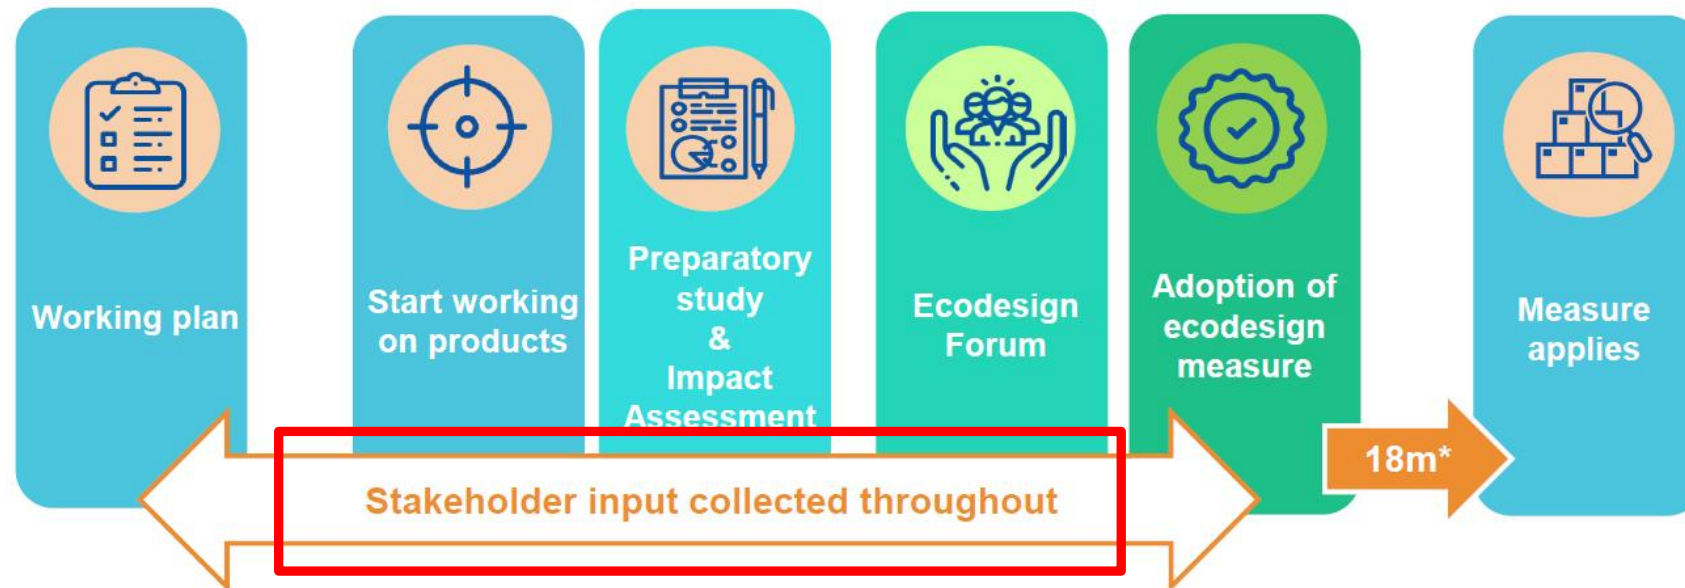 Working plan
Start working
on products
Preparatory
study
&
Impact
Assessment
Ecodesign
Forum
Adoption of
ecodesign
measure
Measure
applies
18m*
Stakeholder input collected throughout